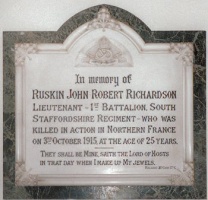 In memory of
RUSKIN JOHN ROBERT RICHARDSON
LIEUTENANT - 1ST BATTALION, SOUTH
STAFFORDSHIRE REGIMENT - WHO WAS
KILLED IN ACTION IN NORTHERN FRANCE
ON 3RD OCTOBER 1915, AT THE AGE OF 25 YEARS.
THEY SHALL BE MINE, SAITH THE LORD OF HOSTS
IN THAT DAY WHEN I MAKE UP MY JEWELS.